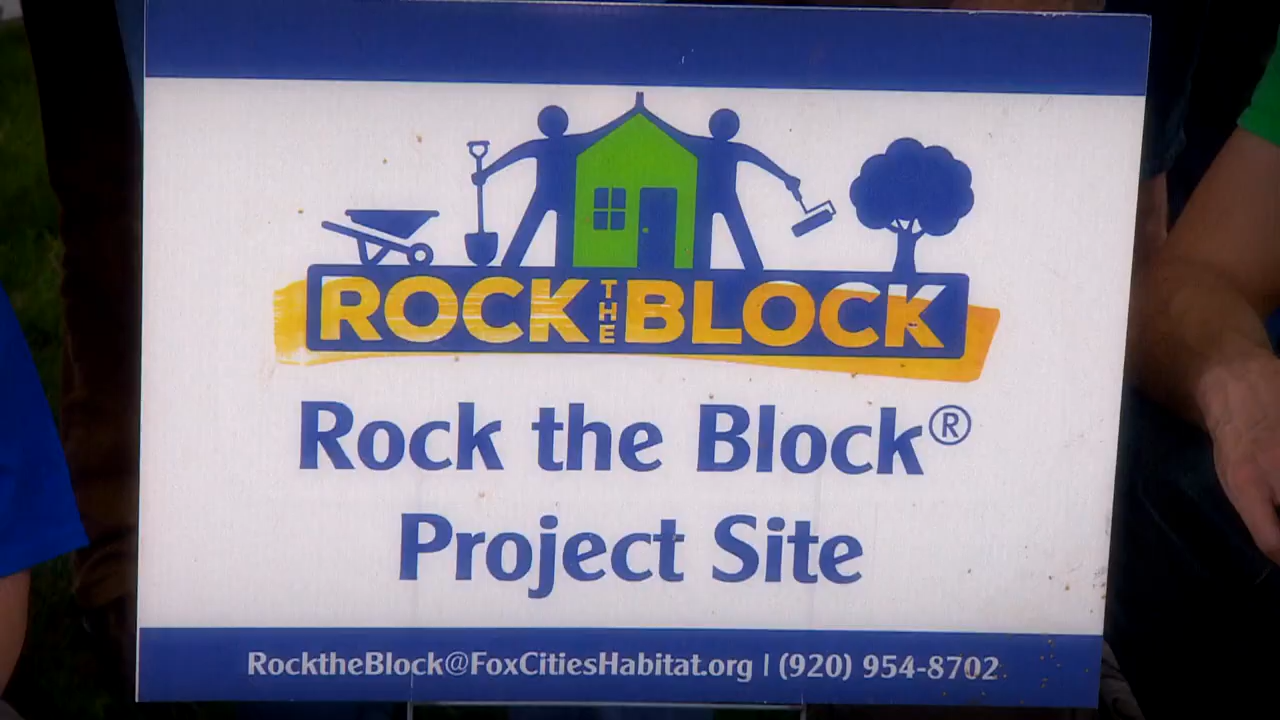 ROCK THE BLOCK
Rock the Block®
Project Site
RocktheBlock@FoxCitiesHabitat.org | (920) 954-8702